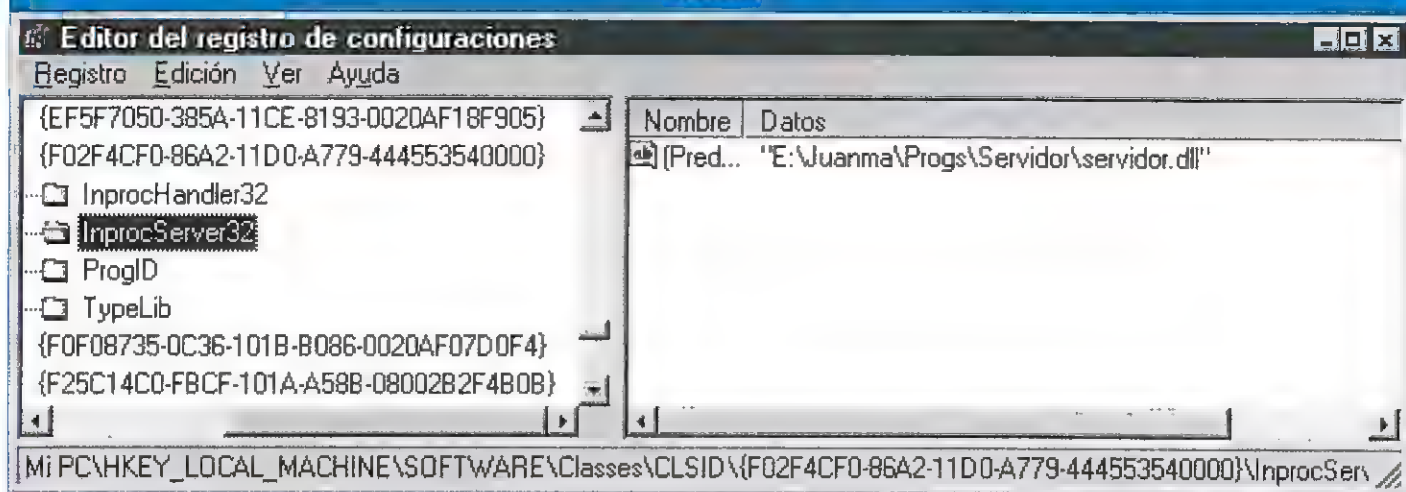 Editor del registro de configuraciones
Registro Edición Ver Ayuda
{EF5F7050-385A-11CE-8193-0020AF18F905}
{F02F4CF0-86A2-11D0-A779-444553540000}
InprocHandler32
InprocServer32
ProgID
TypeLib
{F0F08735-0C36-101B-B086-0020AF07D0F4}
{F25C14C0-FBCF-101A-A58B-08002B2F4B0B}
Nombre Datos
(Pred... "E:\Juanma\Progs\Servidor\servidor.dll"
Mi PC\HKEY_LOCAL_MACHINE\SOFTWARE\Classes\CLSID\{F02F4CF0-86A2-11D0-A779-444553540000}\InprocServ